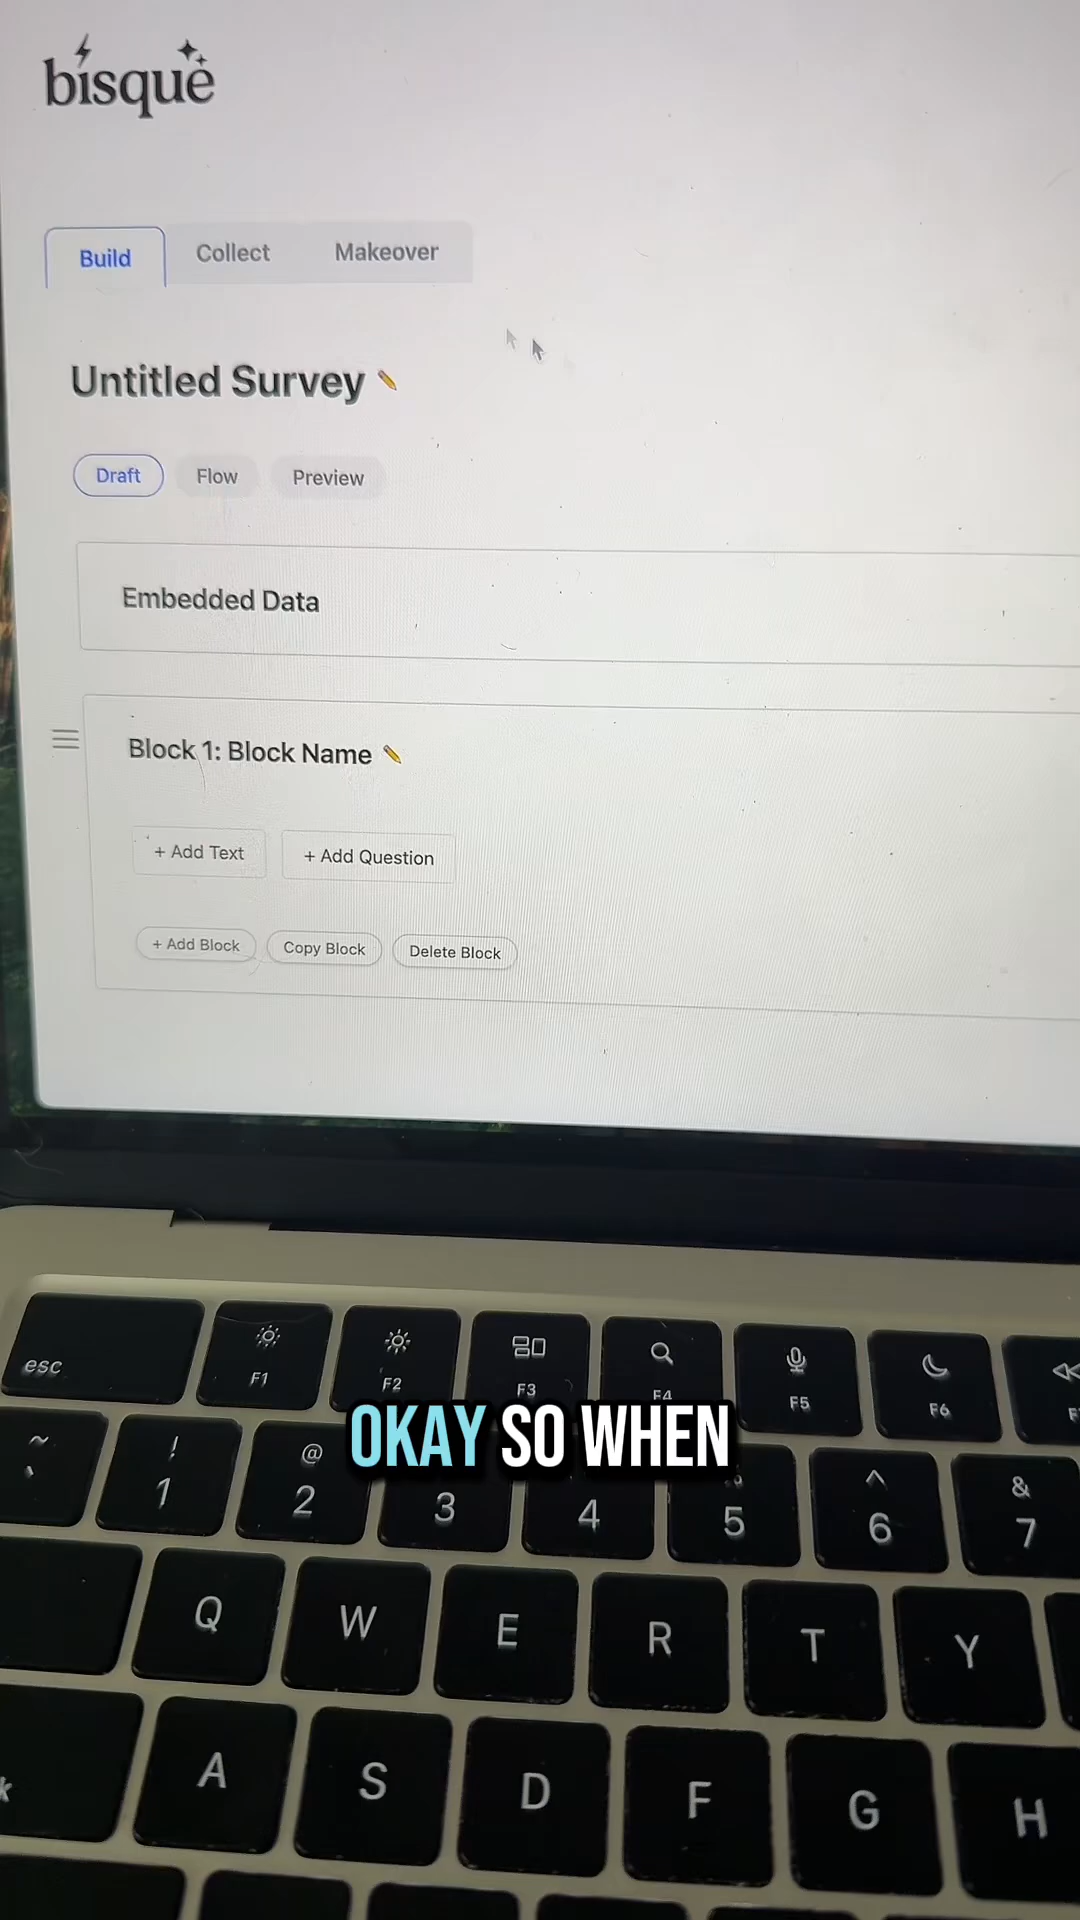 bisque
Build Collect Makeover
Untitled Survey
Draft Flow Preview
Embedded Data
Block 1: Block Name
+ Add Text + Add Question
+ Add Block Copy Block Delete Block
esc F1 F2 F3 F4 F5 F6
OKAY SO WHEN
~ ! @ ^ &
` 1 2 3 4 5 6 7
Q W E R T Y
A S D F G H